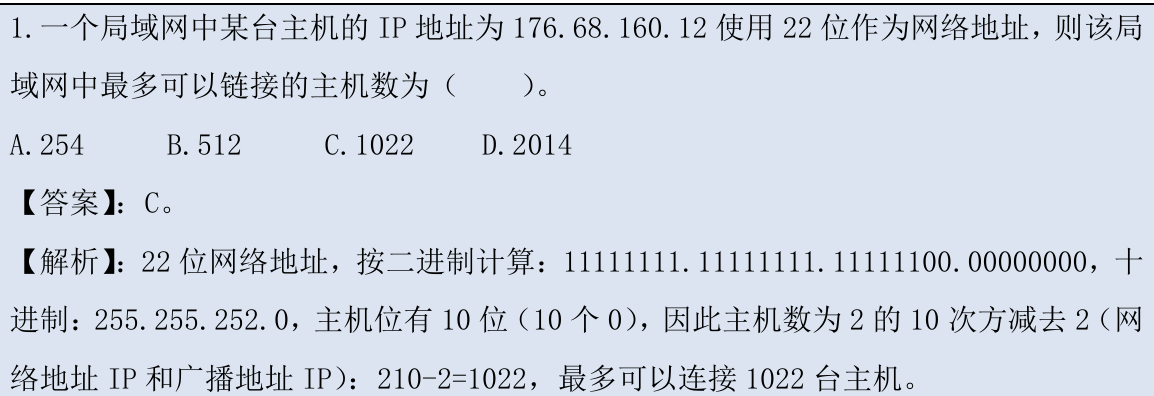 1.一个局域网中某台主机的 IP 地址为 176.68.160.12 使用 22 位作为网络地址，则该局
域网中最多可以链接的主机数为（　　）。
A.254 B.512 C.1022 D.2014
【答案】：C。
【解析】：22 位网络地址，按二进制计算：11111111.11111111.11111100.00000000，十
进制：255.255.252.0，主机位有 10 位（10 个 0），因此主机数为 2 的 10 次方减去 2（网
络地址 IP 和广播地址 IP）：210-2=1022，最多可以连接 1022 台主机。